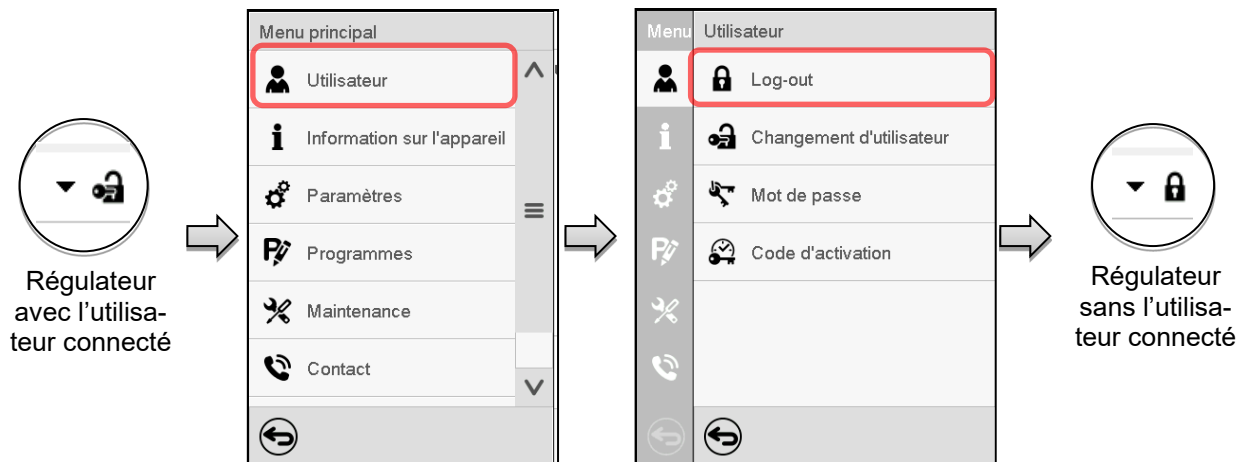 Menu principal
Utilisateur
Information sur l'appareil
Paramètres
Programmes
Maintenance
Contact
Menu
Utilisateur
Log-out
Changement d'utilisateur
Mot de passe
Code d'activation
Régulateur
avec l’utilisa-
teur connecté
Régulateur
sans l’utilisa-
teur connecté